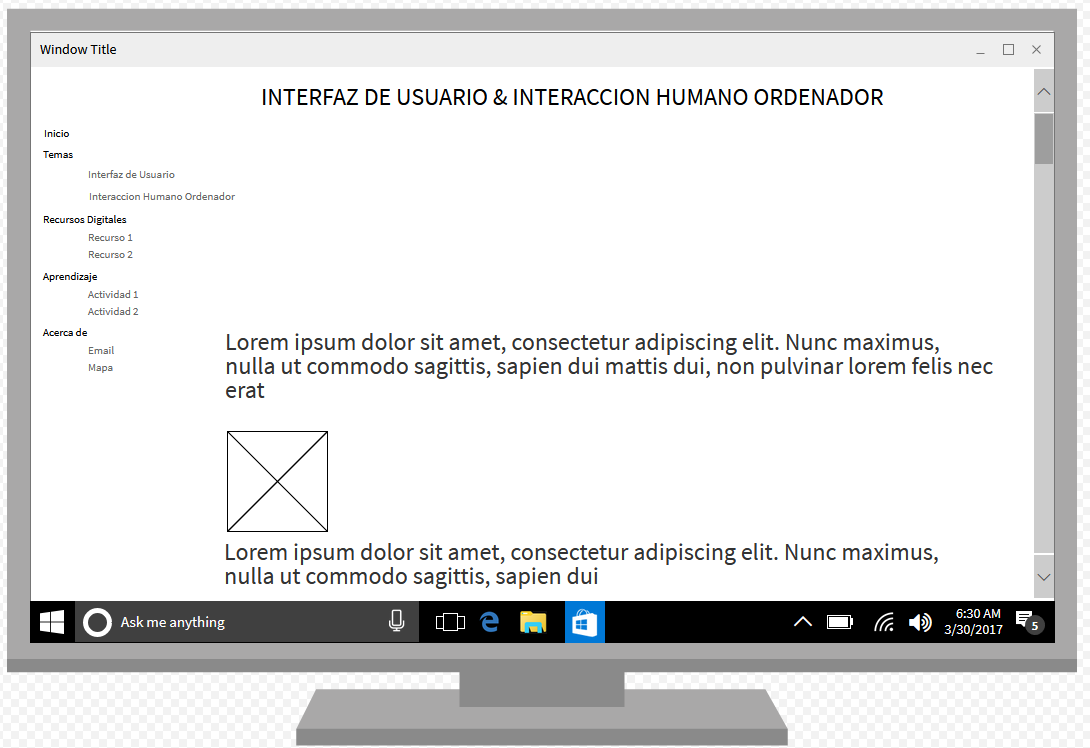 Window Title
INTERFAZ DE USUARIO & INTERACCION HUMANO ORDENADOR
Inicio
Temas
Interfaz de Usuario
Interaccion Humano Ordenador
Recursos Digitales
Recurso 1
Recurso 2
Aprendizaje
Actividad 1
Actividad 2
Acerca de
Email
Mapa
Lorem ipsum dolor sit amet, consectetur adipiscing elit. Nunc maximus,
nulla ut commodo sagittis, sapien dui mattis dui, non pulvinar lorem felis nec
erat
Lorem ipsum dolor sit amet, consectetur adipiscing elit. Nunc maximus,
nulla ut commodo sagittis, sapien dui
Ask me anything
6:30 AM
3/30/2017
5